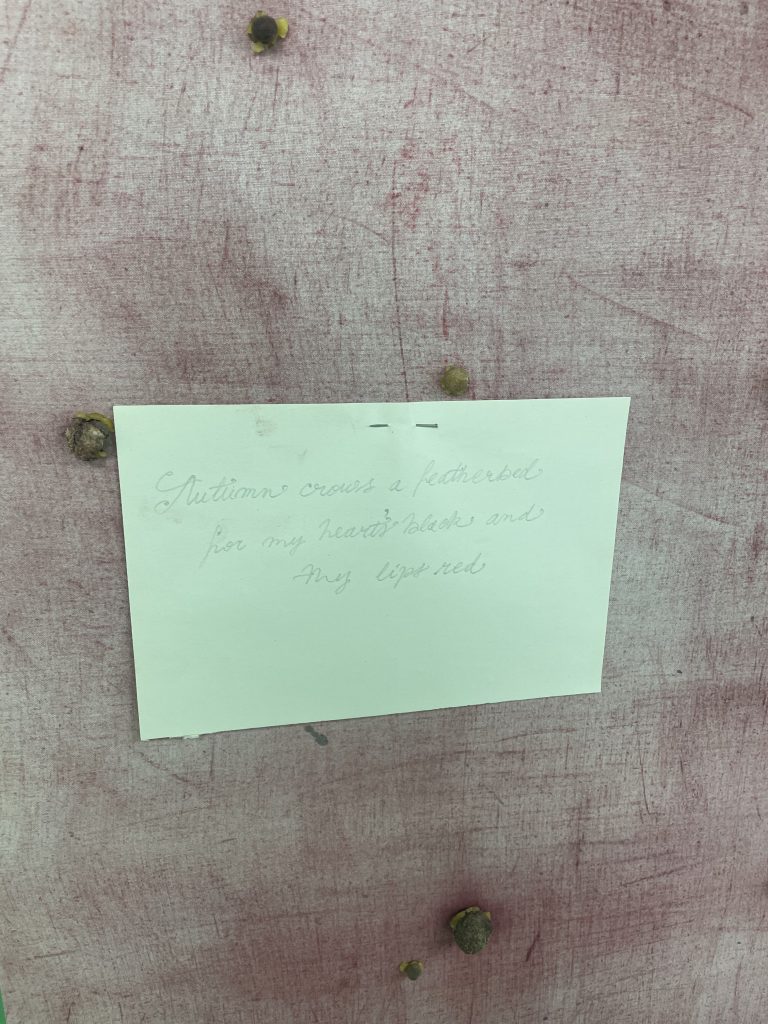 Autumn crows a featherbed
for my heart's black and
my lips red